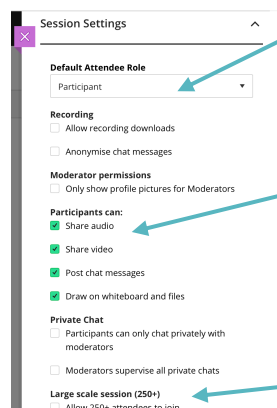 Session Settings
Default Attendee Role
Participant
Recording
Allow recording downloads
Anonymise chat messages
Moderator permissions
Only show profile pictures for Moderators
Participants can:
Share audio
Share video
Post chat messages
Draw on whiteboard and files
Private Chat
Participants can only chat privately with
moderators
Moderators supervise all private chats
Large scale session (250+)
Allow 250+ attendees to join